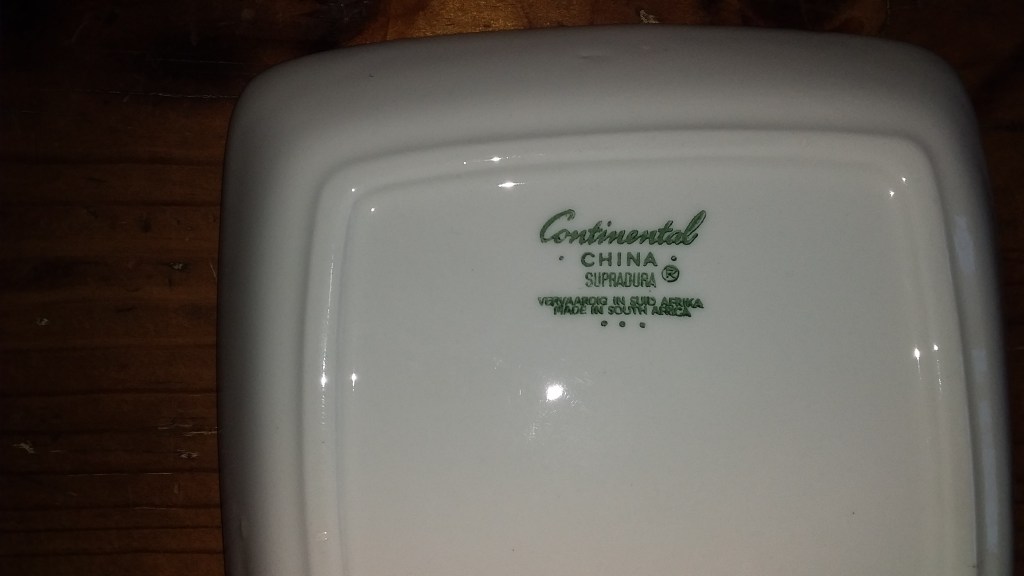 Continental
CHINA
SUPRADURA ®
VERVAARDIG IN SUID AFRIKA
MADE IN SOUTH AFRICA